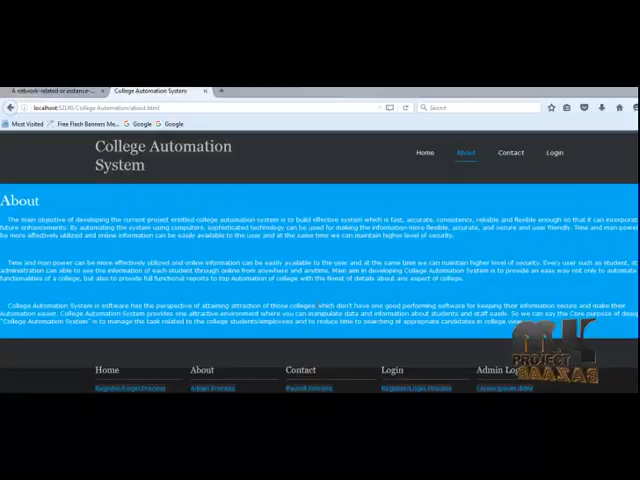 A network-related or instance-...
College Automation System
localhost:52141/College Automation/about.html
Search
Most Visited
Free Flash Banners Me...
Google
Google
College Automation
System
Home
About
Contact
Login
About
The main objective of developing the current project entitled college automation system is to build effective system which is fast, accurate, consistency, reliable and flexible enough so that it can incorporat
future enhancements. By automating the system using computers, sophisticated technology can be used for making the information more flexible, accurate, and secure and user friendly. Time and man power
be more effectively utilized and online information can be easily available to the user and at the same time we can maintain higher level of security.
Time and man power can be more effectively utilized and online information can be easily available to the user and at the same time we can maintain higher level of security. Every user such as student, st
administration can able to see the information of each student through online from anywhere and anytime. Main aim in developing College Automation System is to provide an easy way not only to automate
functionalities of a college, but also to provide full functional reports to top Automation of college with the finest of details about any aspect of college.
College Automation System is software has the perspective of attaining attraction of those colleges which don't have one good performing software for keeping their information secure and make their
Automation easier. College Automation System provides one attractive environment where you can manipulate data and information about students and staff easily. So we can say the Core purpose of desig
"College Automation System" is to manage the task related to the college students/employees and to reduce time to searching of appropriate candidates in college view
Home
About
Contact
Login
Admin Log
Register/Login Process
Admin Process
Payroll Process
Register/Login Process
Lorem ipsum dolor
PROJECT
BAZAAR